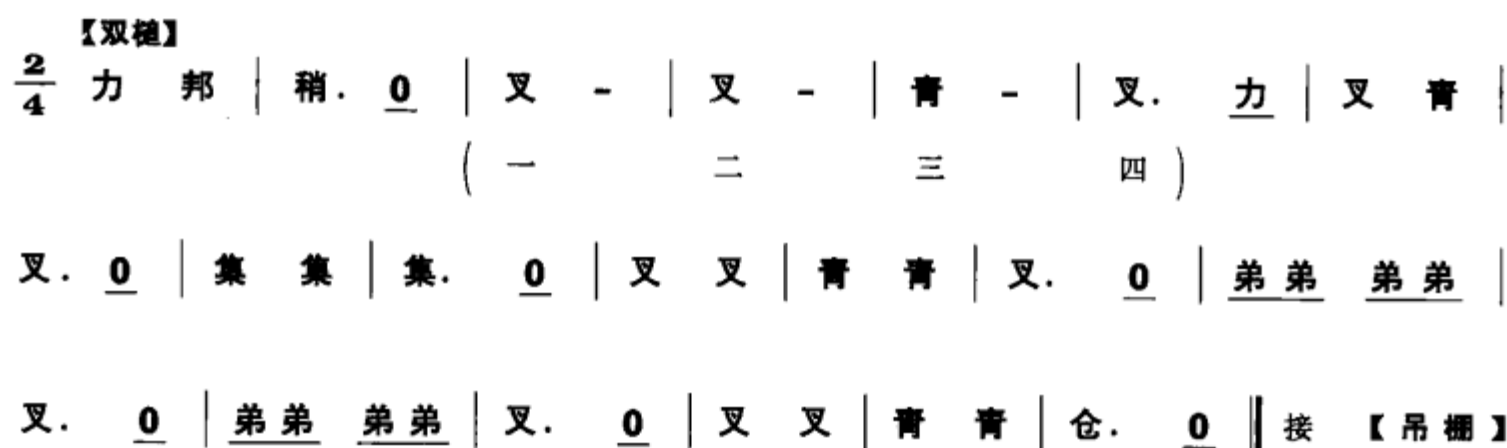 【双槌】
2/4 力 邦 | 稍. 0 | 叉 - | 叉 - | 青 - | 叉. 力 | 叉 青 |
( 一 二 三 四 )
叉. 0 | 集 集 | 集. 0 | 叉 叉 | 青 青 | 叉. 0 | 弟弟 弟弟 |
叉. 0 | 弟弟 弟弟 | 叉. 0 | 叉 叉 | 青 青 | 仓. 0 ‖ 接 【吊棚】